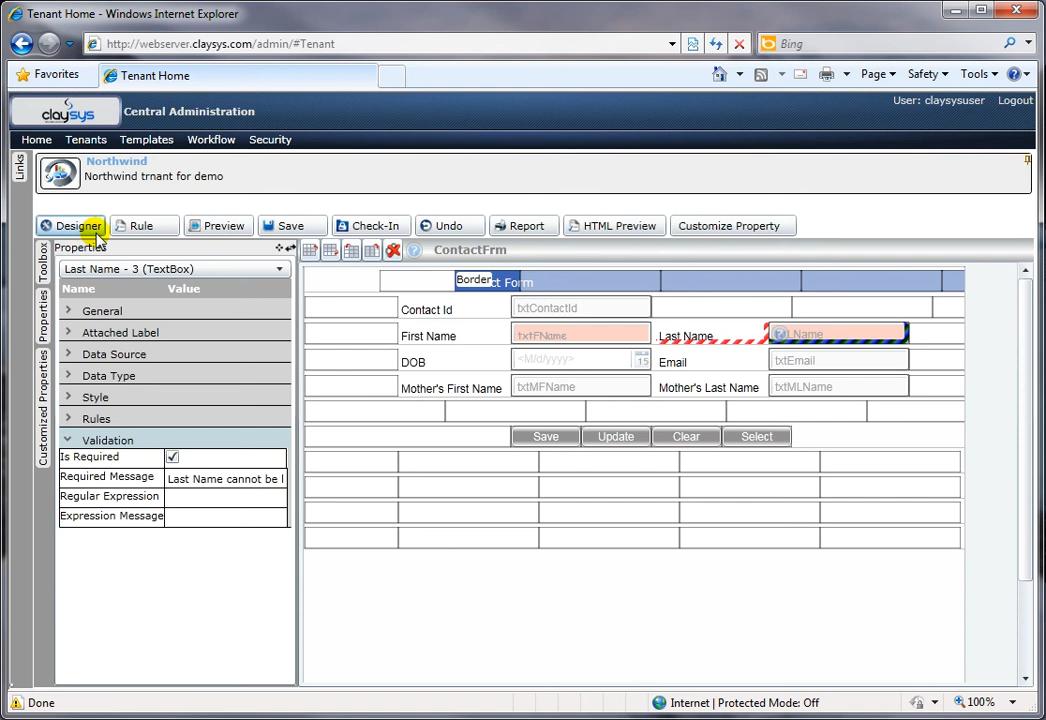 Tenant Home - Windows Internet Explorer
http://webserver.claysys.com/admin/#Tenant
Bing
Favorites
Tenant Home
Page
Safety
Tools
claysys
Central Administration
User: claysysuser
Logout
Home
Tenants
Templates
Workflow
Security
Links
Northwind
Northwind trnant for demo
Designer
Rule
Preview
Save
Check-In
Undo
Report
HTML Preview
Customize Property
Toolbox
Properties
Customized Properties
Properties
Last Name - 3 (TextBox)
Name
Value
General
Attached Label
Data Source
Data Type
Style
Rules
Validation
Is Required
Required Message
Last Name cannot be l
Regular Expression
Expression Message
ContactFrm
Border
ct Form
Contact Id
txtContactId
First Name
txtFName
Last Name
Name
DOB
<M/d/yyyy>
15
Email
txtEmail
Mother's First Name
txtMFName
Mother's Last Name
txtMLName
Save
Update
Clear
Select
Done
Internet | Protected Mode: Off
100%